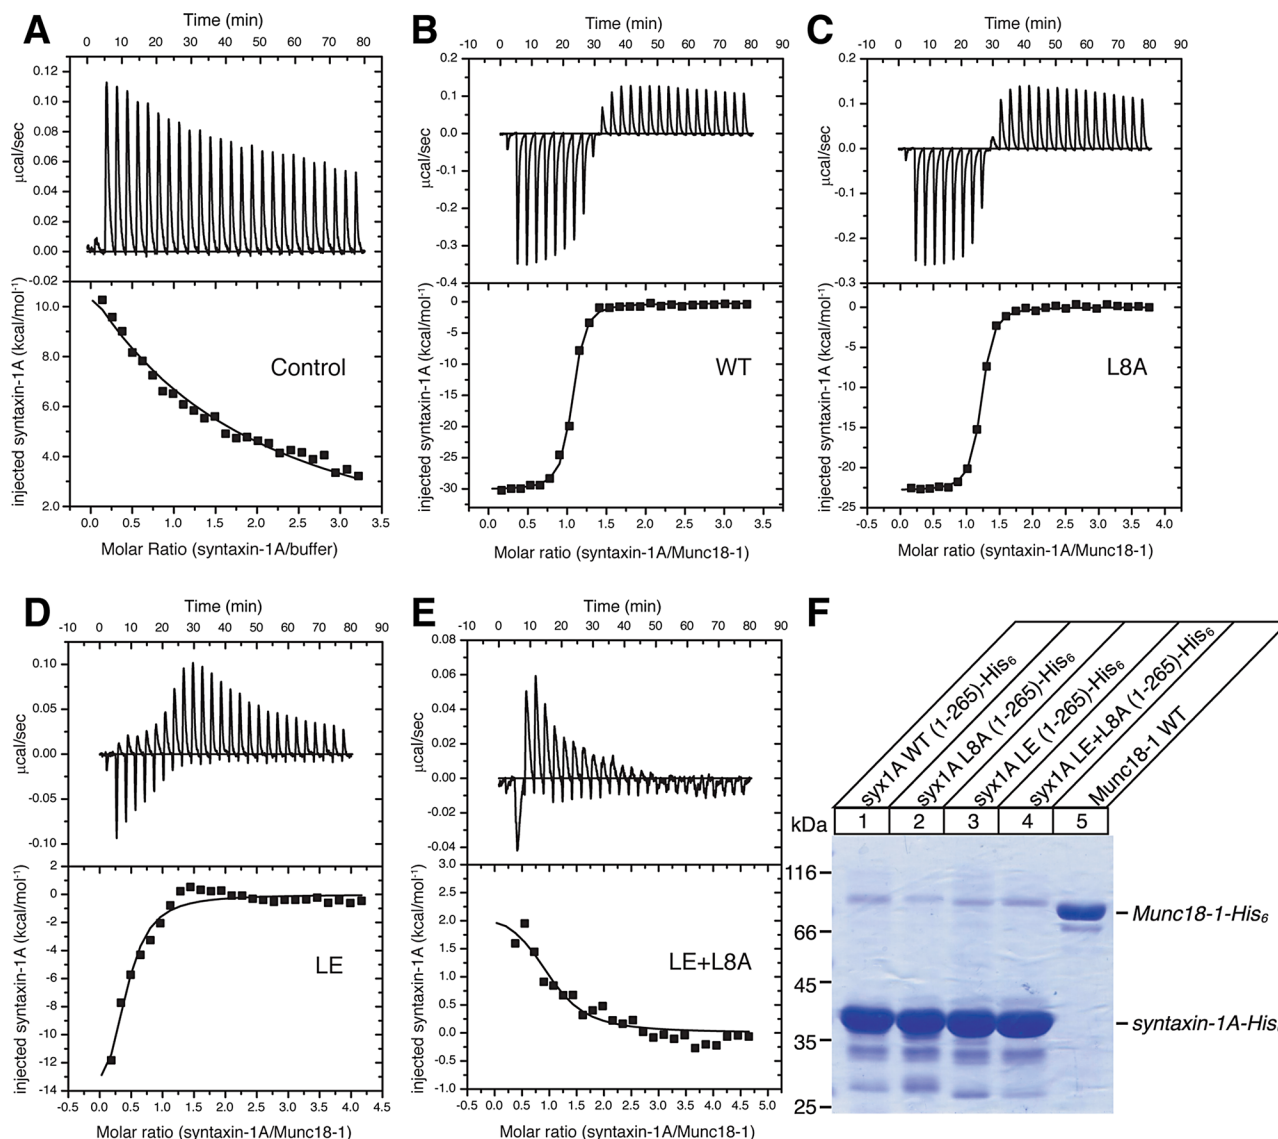 A
Time (min)
0 10 20 30 40 50 60 70 80
0.12
0.10
0.08
0.06
0.04
0.02
0.00
-0.02
µcal/sec
10.0
8.0
6.0
4.0
2.0
injected syntaxin-1A (kcal/mol⁻¹)
Control
0.0 0.5 1.0 1.5 2.0 2.5 3.0 3.5
Molar Ratio (syntaxin-1A/buffer)
B
Time (min)
-10 0 10 20 30 40 50 60 70 80 90
0.2
0.1
0.0
-0.1
-0.2
-0.3
-0.4
µcal/sec
0
-5
-10
-15
-20
-25
-30
injected syntaxin-1A (kcal/mol⁻¹)
WT
0.0 0.5 1.0 1.5 2.0 2.5 3.0 3.5
Molar ratio (syntaxin-1A/Munc18-1)
C
Time (min)
-10 0 10 20 30 40 50 60 70 80 90
0.2
0.1
0.0
-0.1
-0.2
-0.3
µcal/sec
0
-5
-10
-15
-20
-25
injected syntaxin-1A (kcal/mol⁻¹)
L8A
-0.5 0.0 0.5 1.0 1.5 2.0 2.5 3.0 3.5 4.0
Molar ratio (syntaxin-1A/Munc18-1)
D
Time (min)
-10 0 10 20 30 40 50 60 70 80 90
0.10
0.05
0.00
-0.05
-0.10
µcal/sec
2
0
-2
-4
-6
-8
-10
-12
-14
injected syntaxin-1A (kcal/mol⁻¹)
LE
-0.5 0.0 0.5 1.0 1.5 2.0 2.5 3.0 3.5 4.0 4.5
Molar ratio (syntaxin-1A/Munc18-1)
E
Time (min)
-10 0 10 20 30 40 50 60 70 80 90
0.08
0.06
0.04
0.02
0.00
-0.02
-0.04
µcal/sec
3.0
2.5
2.0
1.5
1.0
0.5
0.0
-0.5
-1.0
injected syntaxin-1A (kcal/mol⁻¹)
LE+L8A
-0.5 0.0 0.5 1.0 1.5 2.0 2.5 3.0 3.5 4.0 4.5 5.0
Molar ratio (syntaxin-1A/Munc18-1)
F
syx1A WT (1-265)-His₆
syx1A L8A (1-265)-His₆
syx1A LE (1-265)-His₆
syx1A LE+L8A (1-265)-His₆
Munc18-1 WT
kDa 1 2 3 4 5
116
66
45
35
25
Munc18-1-His₆
syntaxin-1A-His